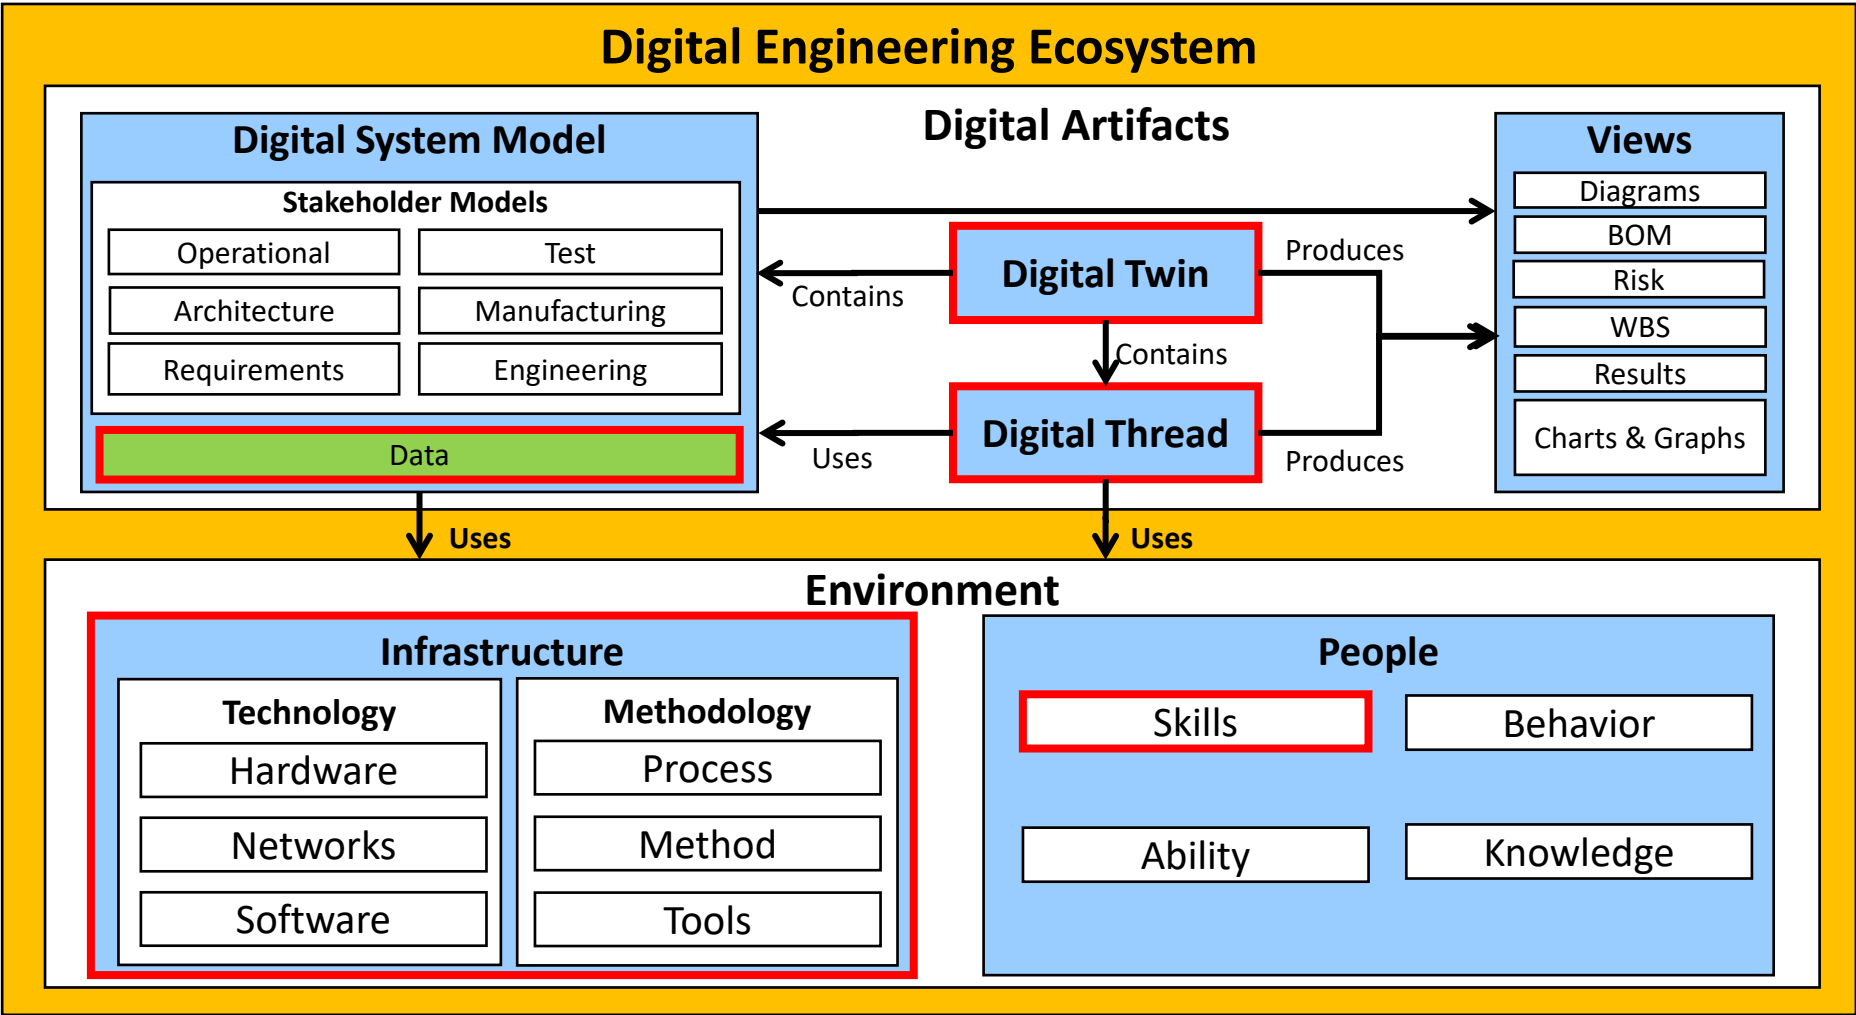 Digital Engineering Ecosystem
Digital Artifacts
Digital System Model
Stakeholder Models
Operational
Test
Architecture
Manufacturing
Requirements
Engineering
Data
Digital Twin
Contains
Produces
Contains
Digital Thread
Uses
Produces
Views
Diagrams
BOM
Risk
WBS
Results
Charts & Graphs
Uses
Uses
Environment
Infrastructure
Technology
Hardware
Networks
Software
Methodology
Process
Method
Tools
People
Skills
Behavior
Ability
Knowledge